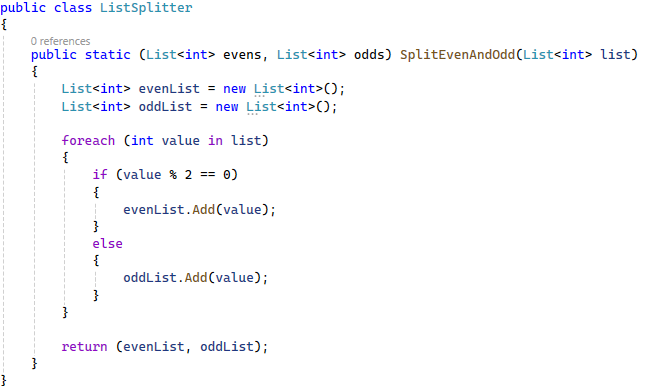 public class ListSplitter
{
0 references
public static (List<int> evens, List<int> odds) SplitEvenAndOdd(List<int> list)
{
List<int> evenList = new List<int>();
List<int> oddList = new List<int>();
foreach (int value in list)
{
if (value % 2 == 0)
{
evenList.Add(value);
}
else
{
oddList.Add(value);
}
}
return (evenList, oddList);
}
}